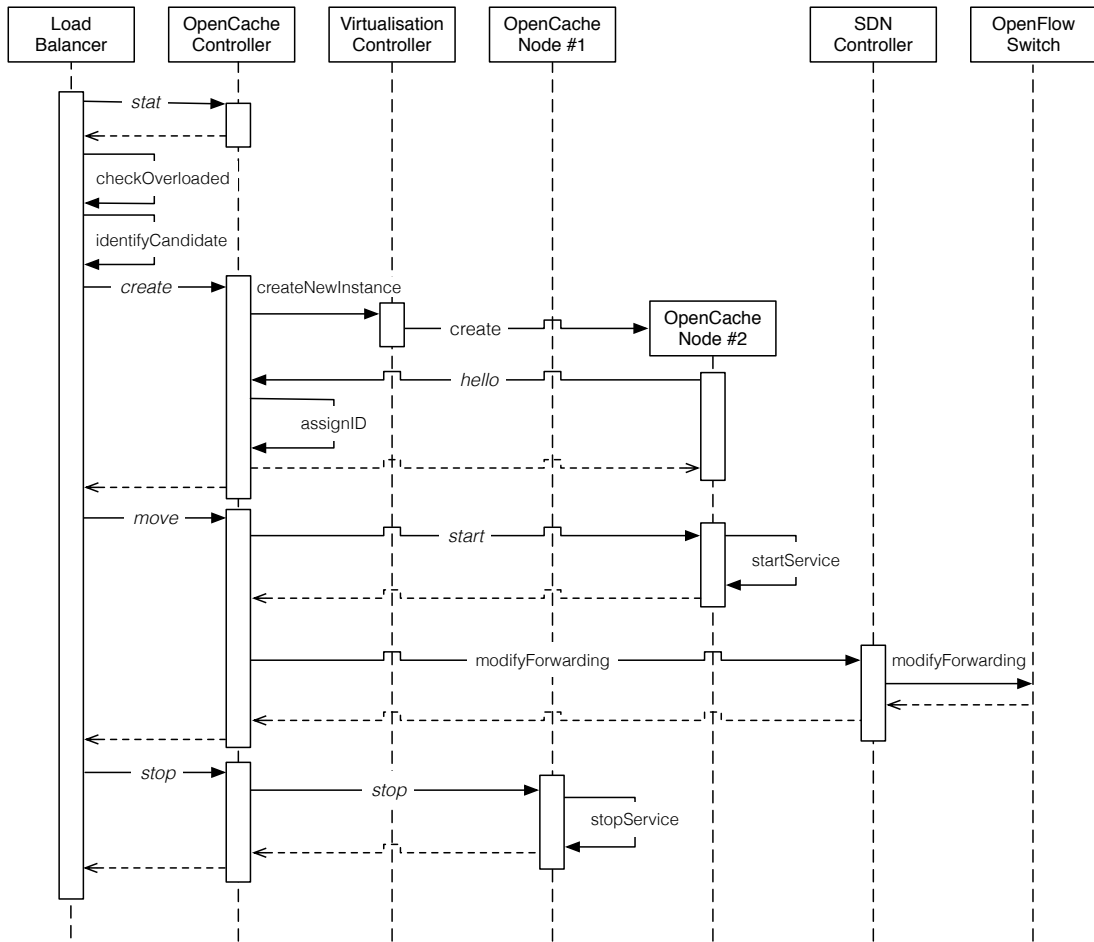 Load
Balancer
OpenCache
Controller
Virtualisation
Controller
OpenCache
Node #1
SDN
Controller
OpenFlow
Switch
stat
checkOverloaded
identifyCandidate
create
createNewInstance
create
OpenCache
Node #2
hello
assignID
move
start
startService
modifyForwarding
modifyForwarding
stop
stop
stopService